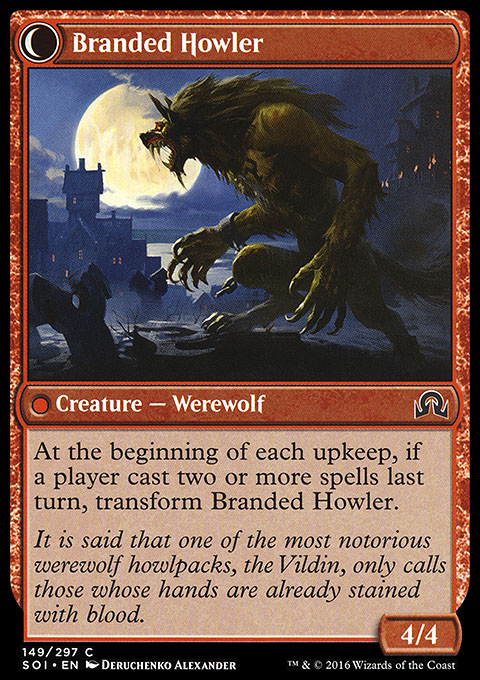 Branded Howler
Creature — Werewolf
At the beginning of each upkeep, if
a player cast two or more spells last
turn, transform Branded Howler.
It is said that one of the most notorious
werewolf howlpacks, the Vildin, only calls
those whose hands are already stained
with blood.
4/4
149/297 C
SOI • EN Deruchenko Alexander
™ & © 2016 Wizards of the Coast